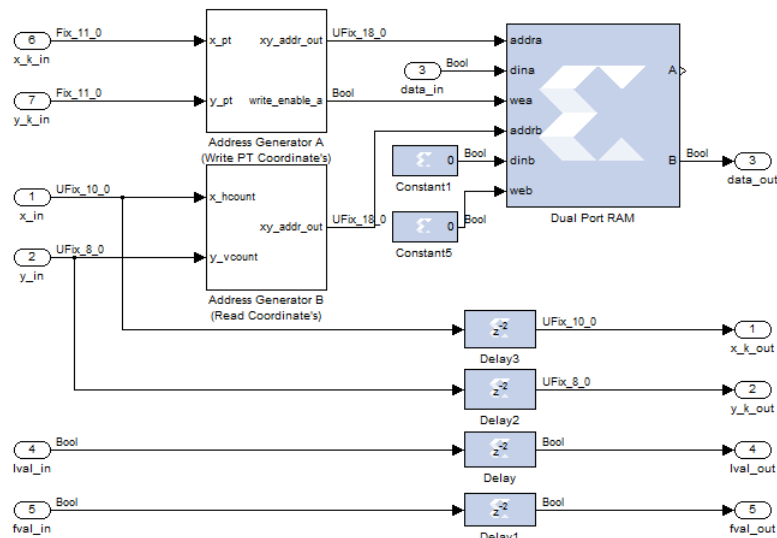 6
Fix_11_0
x_k_in
7
Fix_11_0
y_k_in
x_pt
xy_addr_out
y_pt
write_enable_a
Address Generator A
(Write PT Coordinate's)
UFix_18_0
Bool
3
Bool
data_in
addra
dina
wea
addrb
dinb
web
A
B
Dual Port RAM
Bool
3
data_out
1
UFix_10_0
x_in
2
UFix_8_0
y_in
x_hcount
xy_addr_out
y_vcount
Address Generator B
(Read Coordinate's)
UFix_18_0
0
Bool
Constant1
0
Bool
Constant5
z-2
UFix_10_0
Delay3
1
x_k_out
z-2
UFix_8_0
Delay2
2
y_k_out
4
Bool
lval_in
z-2
Bool
Delay
4
lval_out
5
Bool
fval_in
z-2
Bool
Delay1
5
fval_out